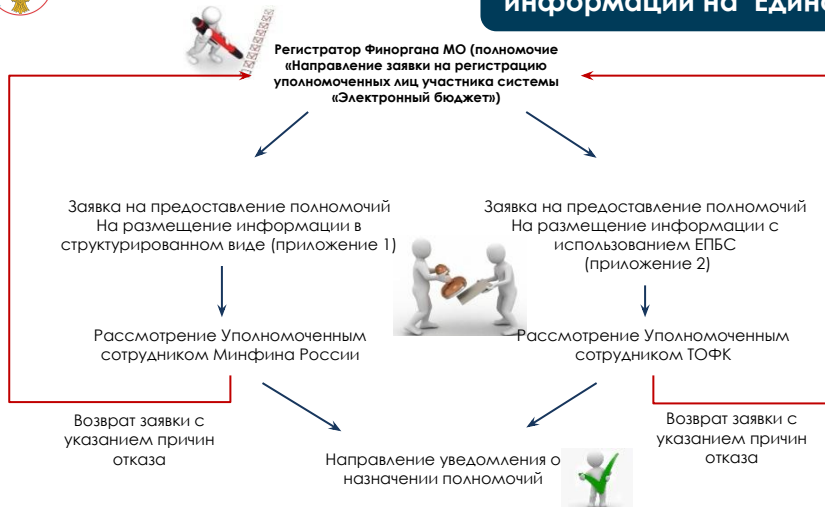 информации на Един
Регистратор Финоргана МО (полномочие
«Направление заявки на регистрацию
уполномоченных лиц участника системы
«Электронный бюджет»)
Заявка на предоставление полномочий
На размещение информации в
структурированном виде (приложение 1)
Заявка на предоставление полномочий
На размещение информации с
использованием ЕПБС
(приложение 2)
Рассмотрение Уполномоченным
сотрудником Минфина России
Рассмотрение Уполномоченным
сотрудником ТОФК
Возврат заявки с
указанием причин
отказа
Возврат заявки с
указанием причин
отказа
Направление уведомления о
назначении полномочий